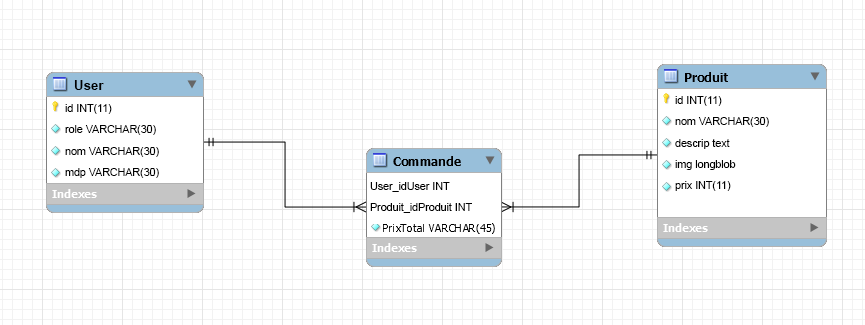 User
id INT(11)
role VARCHAR(30)
nom VARCHAR(30)
mdp VARCHAR(30)
Indexes
Commande
User_idUser INT
Produit_idProduit INT
PrixTotal VARCHAR(45)
Indexes
Produit
id INT(11)
nom VARCHAR(30)
descrip text
img longblob
prix INT(11)
Indexes